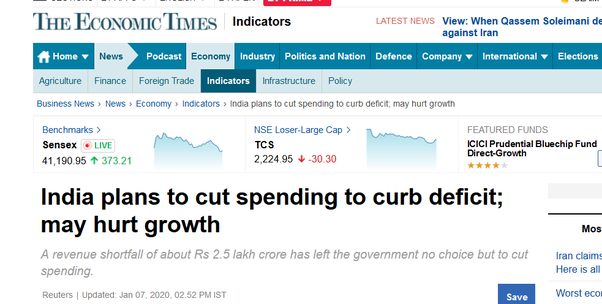 THE ECONOMIC TIMES
Indicators
LATEST NEWS View: When Qassem Soleimani de
against Iran
Home News Podcast Economy Industry Politics and Nation Defence Company International Elections
Agriculture Finance Foreign Trade Indicators Infrastructure Policy
Business News › News › Economy › Indicators › India plans to cut spending to curb deficit; may hurt growth
Benchmarks >
Sensex LIVE
41,190.95 ↑ 373.21
NSE Loser-Large Cap >
TCS
2,224.95 ↓ -30.30
FEATURED FUNDS
ICICI Prudential Bluechip Fund
Direct-Growth
★★★★★
India plans to cut spending to curb deficit;
may hurt growth
A revenue shortfall of about Rs 2.5 lakh crore has left the government no choice but to cut
spending.
Reuters | Updated: Jan 07, 2020, 02.52 PM IST
Save
Mos
Iran claims
Here is all
Worst econ